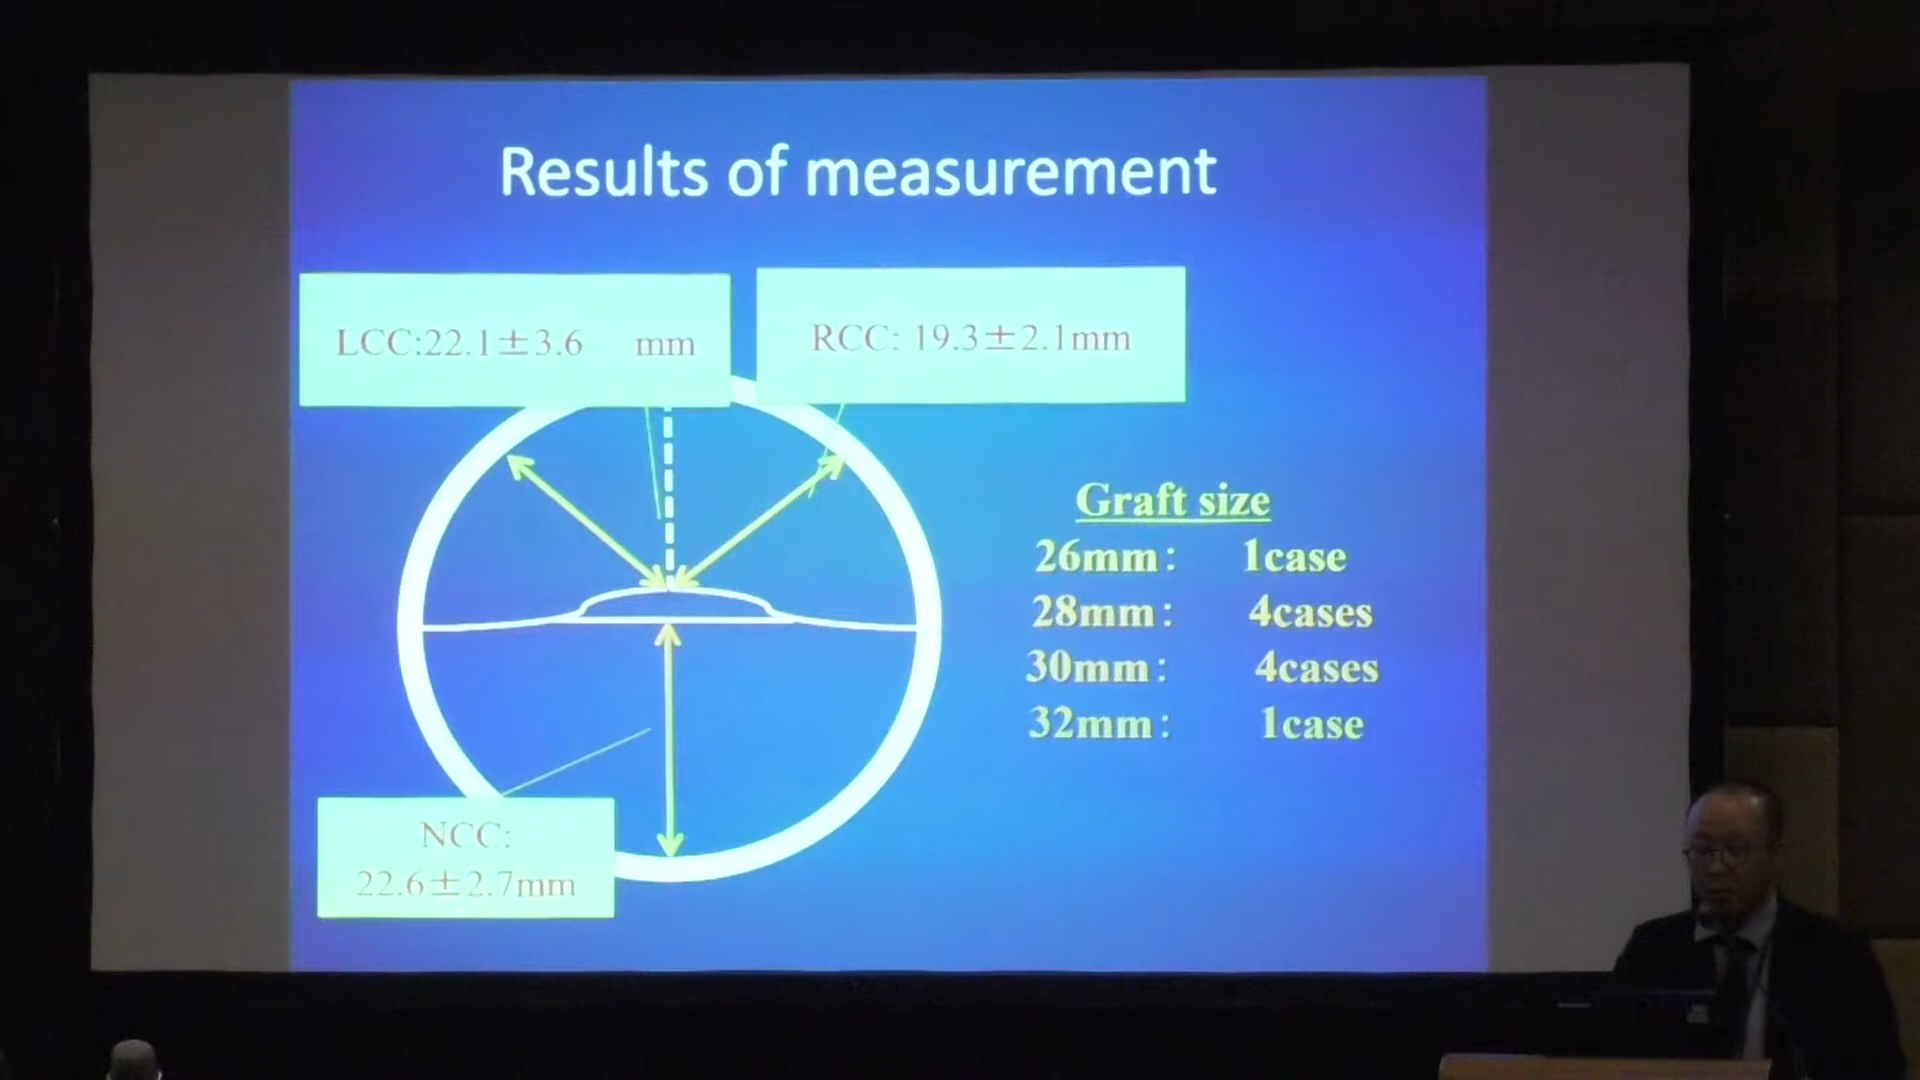 Results of measurement
LCC:22.1±3.6 mm
RCC: 19.3±2.1mm
Graft size
26mm: 1case
28mm: 4cases
30mm: 4cases
32mm: 1case
NCC:
22.6±2.7mm